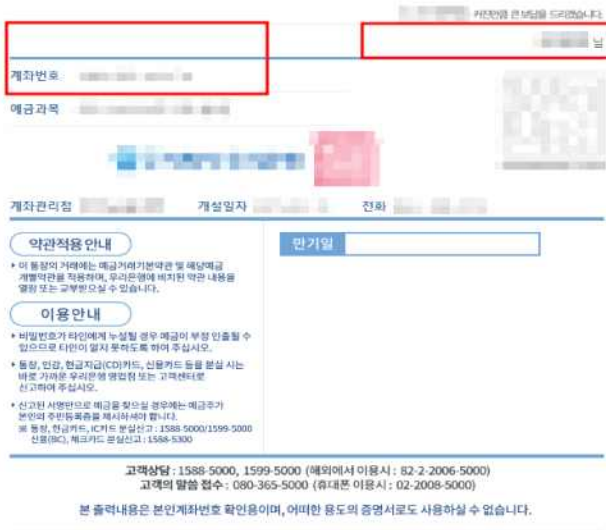 커진만큼 큰 보답을 드리겠습니다.
님
계좌번호
예금과목
계좌관리점 개설일자 전화
약관적용 안내
만기일
▸ 이 통장의 거래에는 예금거래기본약관 및 해당예금
개별약관을 적용하며, 우리은행에 비치된 약관 내용을
열람 또는 교부받으실 수 있습니다.
이용안내
▸ 비밀번호가 타인에게 누설될 경우 예금이 부정 인출될 수
있으므로 타인이 알지 못하도록 하여 주십시오.
▸ 통장, 인감, 현금지급(CD)카드, 신용카드 등을 분실 시는
바로 가까운 우리은행 영업점 또는 고객센터로
신고하여 주십시오.
▸ 신고된 서명만으로 예금을 찾으실 경우에는 예금주가
본인의 주민등록증을 제시하셔야 합니다.
※ 통장, 현금카드, IC카드 분실신고 : 1588-5000/1599-5000
신용(BC), 체크카드 분실신고 : 1588-5300
고객상담 : 1588-5000, 1599-5000 (해외에서 이용시 : 82-2-2006-5000)
고객의 말씀 접수 : 080-365-5000 (휴대폰 이용시 : 02-2008-5000)
본 출력내용은 본인계좌번호 확인용이며, 어떠한 용도의 증명서로도 사용하실 수 없습니다.